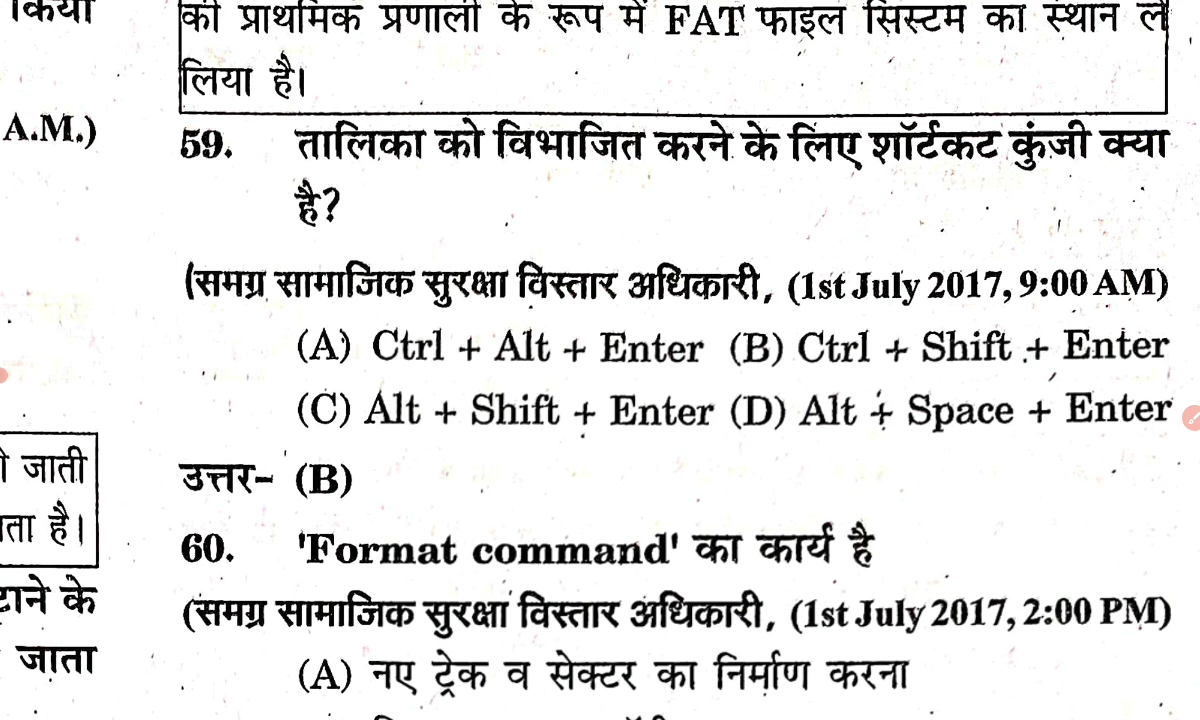 किया
A.M.)
ो जाती
ता है।
टाने के
जाता
की प्राथमिक प्रणाली के रूप में FAT फाइल सिस्टम का स्थान ले
लिया है।
59. तालिका को विभाजित करने के लिए शॉर्टकट कुंजी क्या
है?
(समग्र सामाजिक सुरक्षा विस्तार अधिकारी, (1st July 2017, 9:00 AM)
(A) Ctrl + Alt + Enter (B) Ctrl + Shift + Enter
(C) Alt + Shift + Enter (D) Alt + Space + Enter
उत्तर- (B)
60. 'Format command' का कार्य है
(समग्र सामाजिक सुरक्षा विस्तार अधिकारी, (1st July 2017, 2:00 PM)
(A) नए ट्रेक व सेक्टर का निर्माण करना